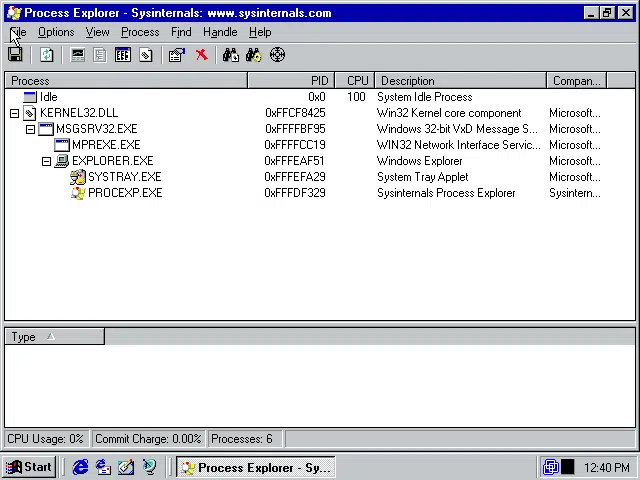 Process Explorer - Sysinternals: www.sysinternals.com
File Options View Process Find Handle Help
Process PID CPU Description Compan...
Idle 0x0 100 System Idle Process
KERNEL32.DLL 0xFFCF8425 Win32 Kernel core component Microsoft...
MSGSRV32.EXE 0xFFFFBF95 Windows 32-bit VxD Message S... Microsoft...
MPREXE.EXE 0xFFFFCC19 WIN32 Network Interface Servic... Microsoft...
EXPLORER.EXE 0xFFFEAF51 Windows Explorer Microsoft...
SYSTRAY.EXE 0xFFFEFA29 System Tray Applet Microsoft...
PROCEXP.EXE 0xFFFDF329 Sysinternals Process Explorer Sysintern...
Type
CPU Usage: 0% Commit Charge: 0.00% Processes: 6
Start Process Explorer - Sy... 12:40 PM